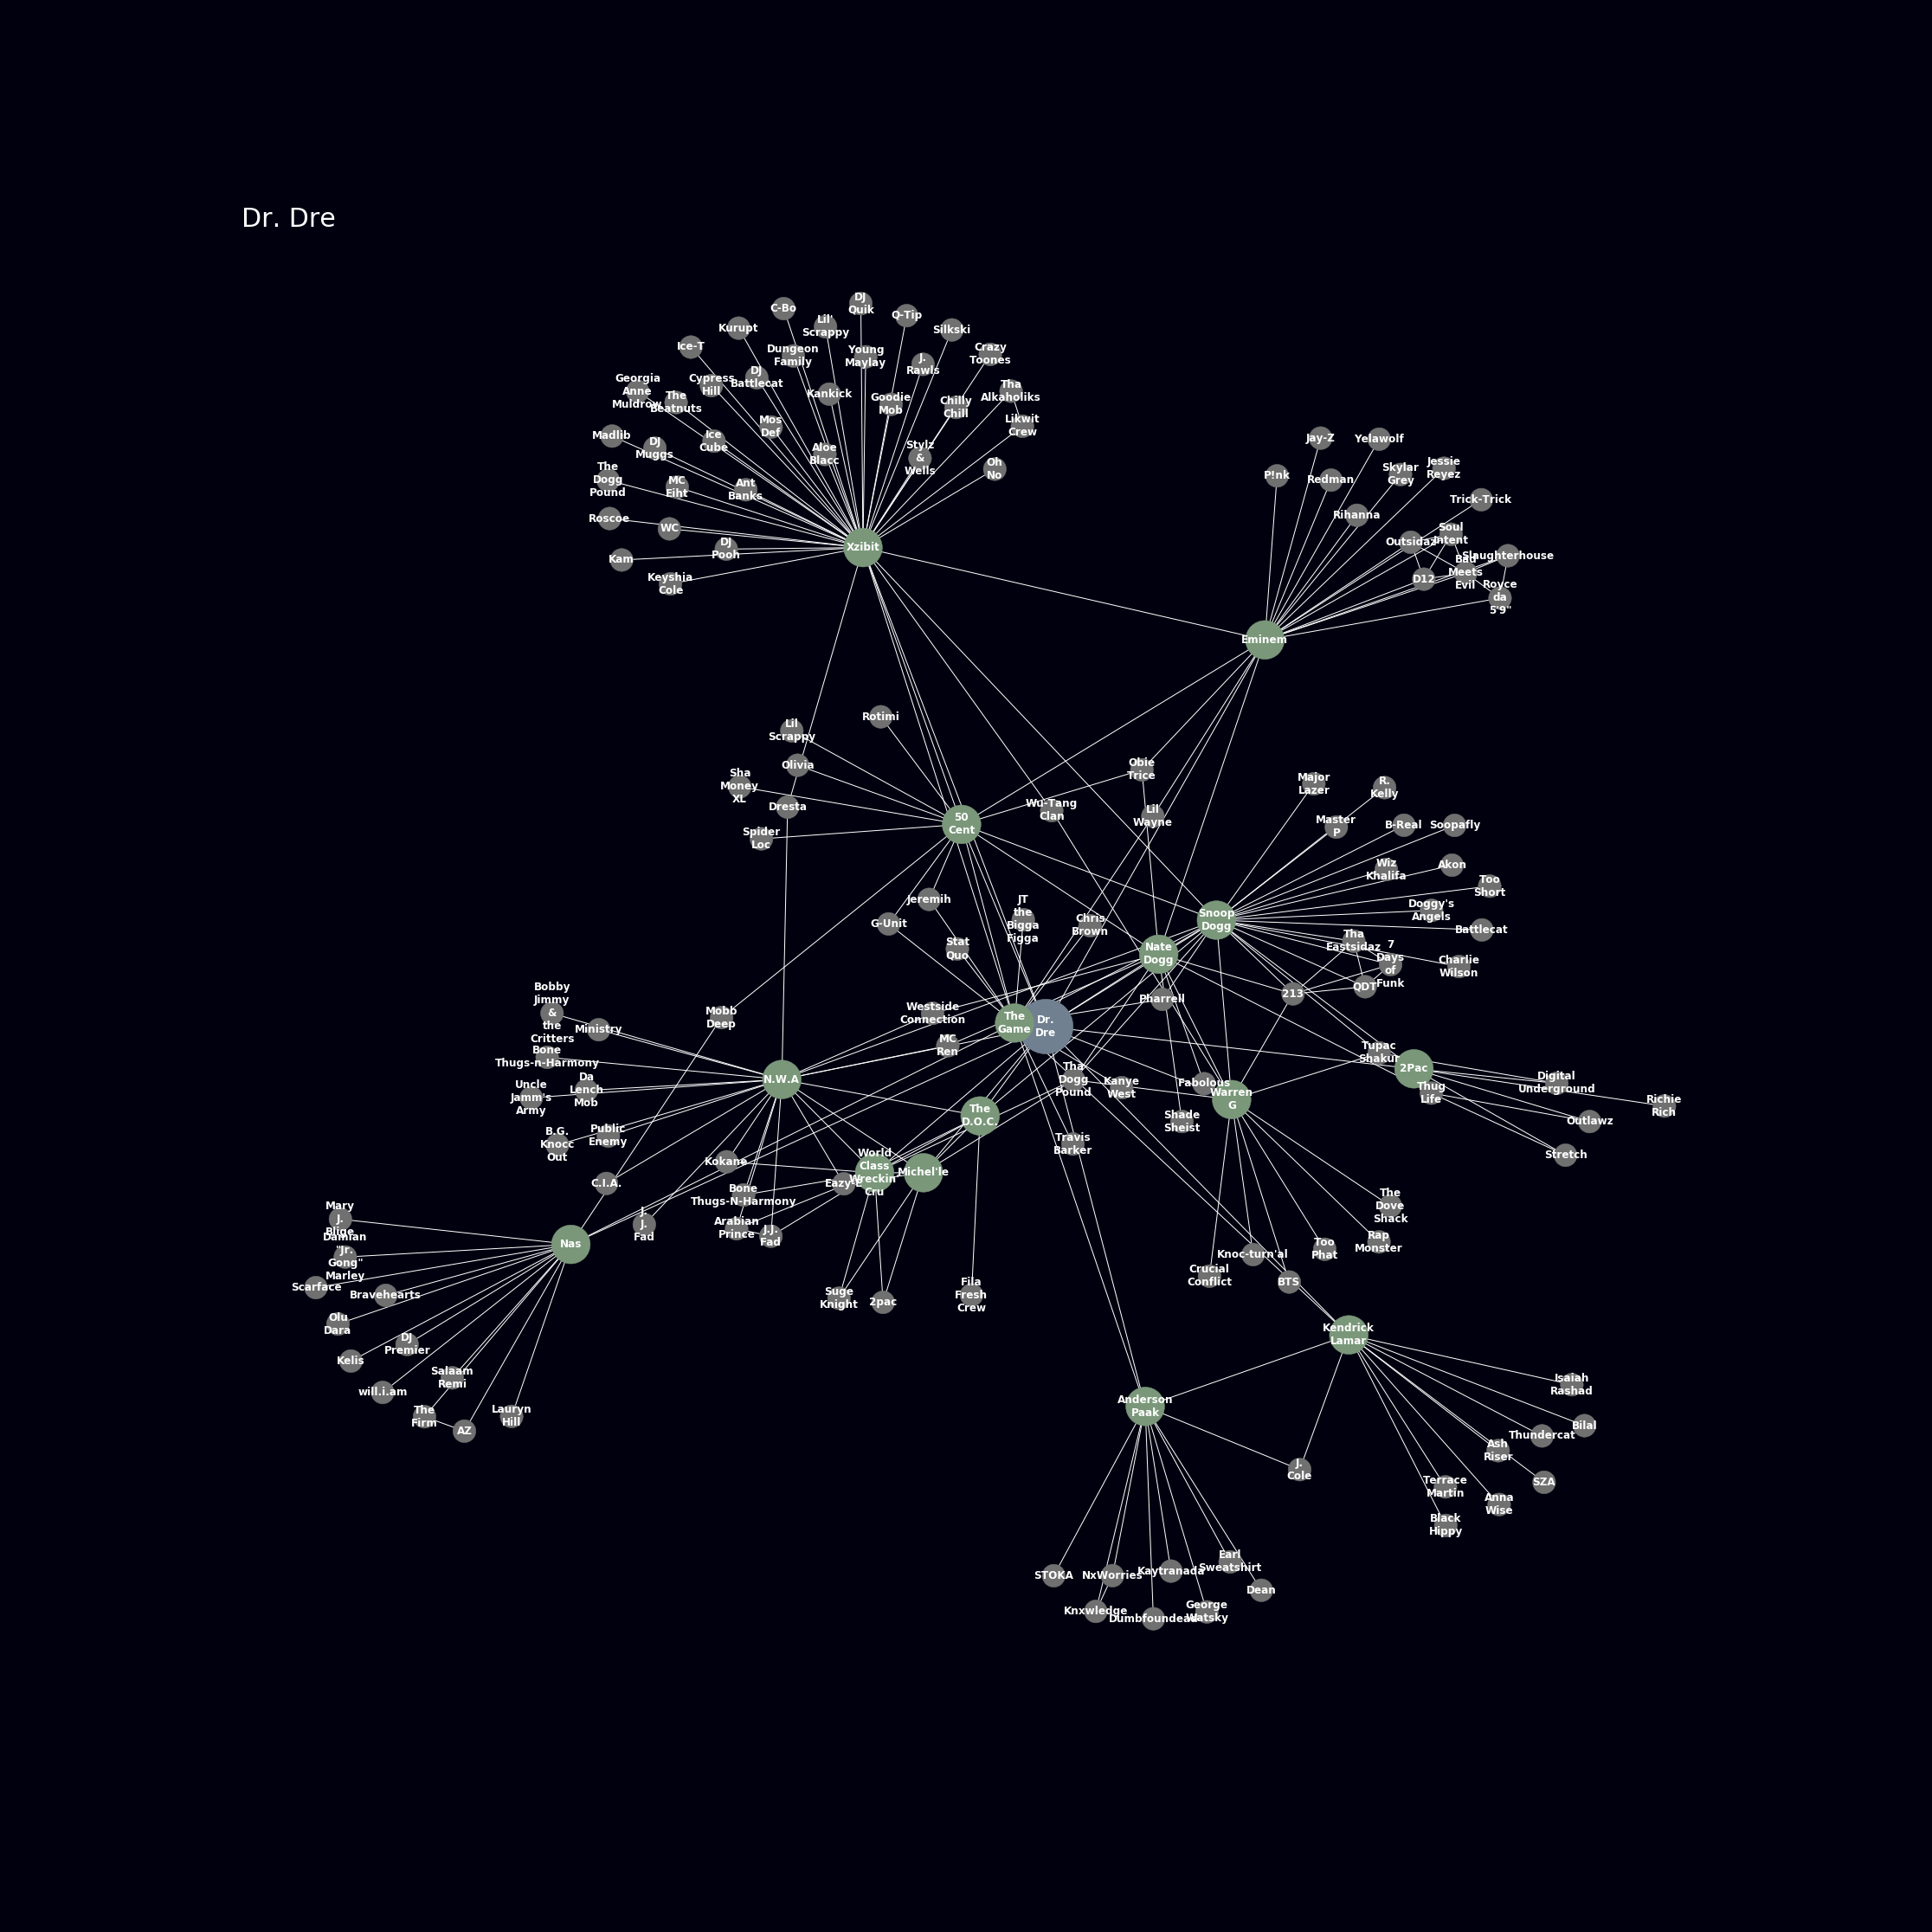 Dr. Dre
DJ
Quik
C-Bo
Q-Tip
Lil'
Scrappy
Kurupt
Silkski
Ice-T
Dungeon
Family
Young
Maylay
J.
Rawls
Crazy
Toones
DJ
Battlecat
Cypress
Hill
Georgia
Anne
Muldrow
The
Beatnuts
Kankick
Goodie
Mob
Chilly
Chill
Tha
Alkaholiks
Likwit
Crew
Mos
Def
Madlib
DJ
Muggs
Ice
Cube
Aloe
Blacc
Stylz
&
Wells
Oh
No
The
Dogg
Pound
MC
Eiht
Ant
Banks
Roscoe
WC
DJ
Pooh
Kam
Keyshia
Cole
Xzibit
Jay-Z
Yelawolf
P!nk
Redman
Skylar
Grey
Jessie
Reyez
Trick-Trick
Rihanna
Outsidaz
Soul
Intent
Slaughterhouse
Bad
Meets
Evil
D12
Royce
da
5'9"
Eminem
Rotimi
Lil
Scrappy
Olivia
Sha
Money
XL
Dresta
Spider
Loc
50
Cent
Obie
Trice
Wu-Tang
Clan
Lil
Wayne
Major
Lazer
R.
Kelly
Master
P
B-Real
Soopafly
Wiz
Khalifa
Akon
Too
Short
Doggy's
Angels
Battlecat
Tha
Eastsidaz
7
Days
of
Funk
Charlie
Wilson
QDT
213
Snoop
Dogg
Nate
Dogg
Jeremih
G-Unit
JT
the
Bigga
Figga
Chris
Brown
Stat
Quo
Pharrell
Westside
Connection
The
Game
Dr.
Dre
MC
Ren
Mobb
Deep
Bobby
Jimmy
&
the
Critters
Ministry
Bone
Thugs-n-Harmony
Da
Lench
Mob
Uncle
Jamm's
Army
B.G.
Knocc
Out
Public
Enemy
N.W.A
Tha
Dogg
Pound
Kanye
West
Fabolous
Warren
G
Shade
Sheist
Tupac
Shakur
2Pac
Thug
Life
Digital
Underground
Richie
Rich
Outlawz
Stretch
The
D.O.C.
Travis
Barker
World
Class
Wreckin
Cru
Michel'le
Kokane
Bone
Thugs-N-Harmony
C.I.A.
Arabian
Prince
J.J.
Fad
J.
J.
Fad
Mary
J.
Blige
Damian
"Jr.
Gong"
Marley
Nas
Scarface
Bravehearts
Olu
Dara
DJ
Premier
Kelis
Salaam
Remi
will.i.am
The
Firm
AZ
Lauryn
Hill
Suge
Knight
2pac
Fila
Fresh
Crew
The
Dove
Shack
Rap
Monster
Too
Phat
Knoc-turn'al
Crucial
Conflict
BTS
Kendrick
Lamar
Anderson
Paak
Isaiah
Rashad
Bilal
Thundercat
Ash
Riser
SZA
Terrace
Martin
Anna
Wise
Black
Hippy
J.
Cole
Earl
Sweatshirt
Dean
Kaytranada
NxWorries
STOKA
Knxwledge
George
Watsky